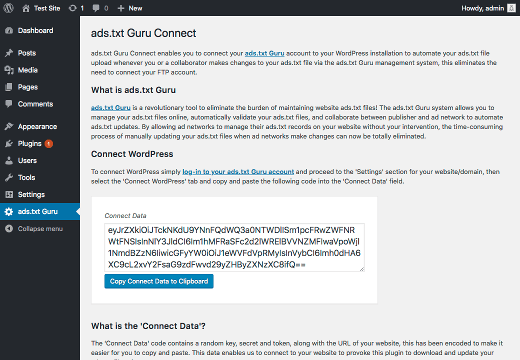 Test Site 1 0 + New Howdy, admin
Dashboard
Posts
Media
Pages
Comments
Appearance
Plugins 1
Users
Tools
Settings
ads.txt Guru
Collapse menu
ads.txt Guru Connect
ads.txt Guru Connect enables you to connect your ads.txt Guru account to your WordPress installation to automate your ads.txt file
upload whenever you or a collaborator makes changes to your ads.txt file via the ads.txt Guru management system, this eliminates the
need to connect your FTP account.
What is ads.txt Guru
ads.txt Guru is a revolutionary tool to eliminate the burden of maintaining website ads.txt files! The ads.txt Guru system allows you to
manage your ads.txt files online, automatically validate your ads.txt files, and collaborate between publisher and ad network to automate
ads.txt updates. By allowing ad networks to manage their ads.txt records on your website without your intervention, the time-consuming
process of manually updating your ads.txt files when ad networks make changes can now be totally eliminated.
Connect WordPress
To connect WordPress simply log-in to your ads.txt Guru account and proceed to the 'Settings' section for your website/domain, then
select the 'Connect WordPress' tab and copy and paste the following code into the 'Connect Data' field.
Connect Data
Copy Connect Data to Clipboard
What is the 'Connect Data'?
The 'Connect Data' code contains a random key, secret and token, along with the URL of your website, this has been encoded to make it
easier for you to copy and paste. This data enables us to connect to your website to provoke this plugin to download and update your